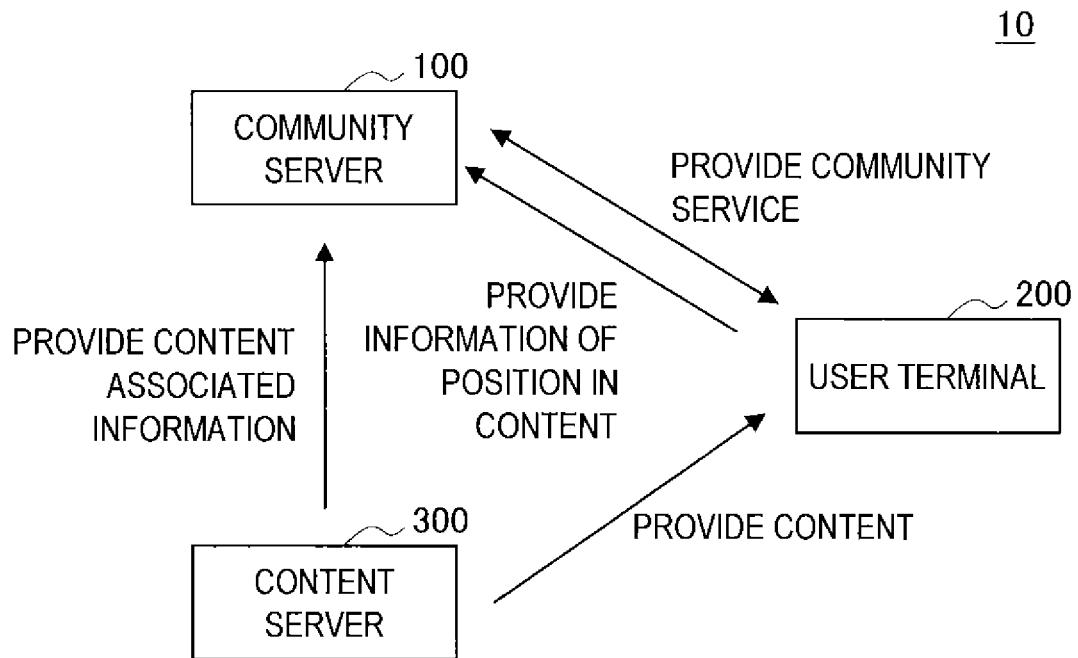 10
100
COMMUNITY
SERVER
PROVIDE COMMUNITY
SERVICE
PROVIDE
INFORMATION OF
POSITION IN
CONTENT
PROVIDE CONTENT
ASSOCIATED
INFORMATION
200
USER TERMINAL
300
CONTENT
SERVER
PROVIDE CONTENT